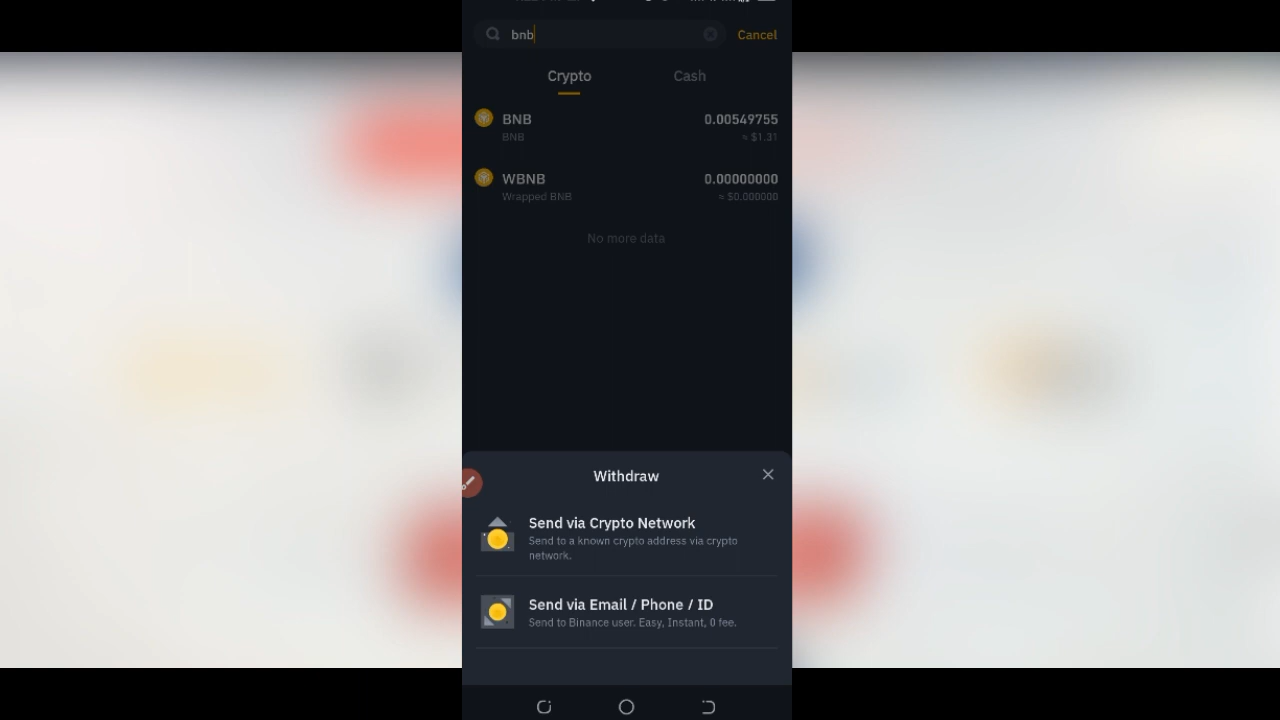 bnb
Cancel
Crypto
Cash
BNB
0.00549755
BNB
≈ $1.31
WBNB
0.00000000
Wrapped BNB
≈ $0.000000
No more data
Withdraw
Send via Crypto Network
Send to a known crypto address via crypto
network.
Send via Email / Phone / ID
Send to Binance user. Easy, Instant, 0 fee.